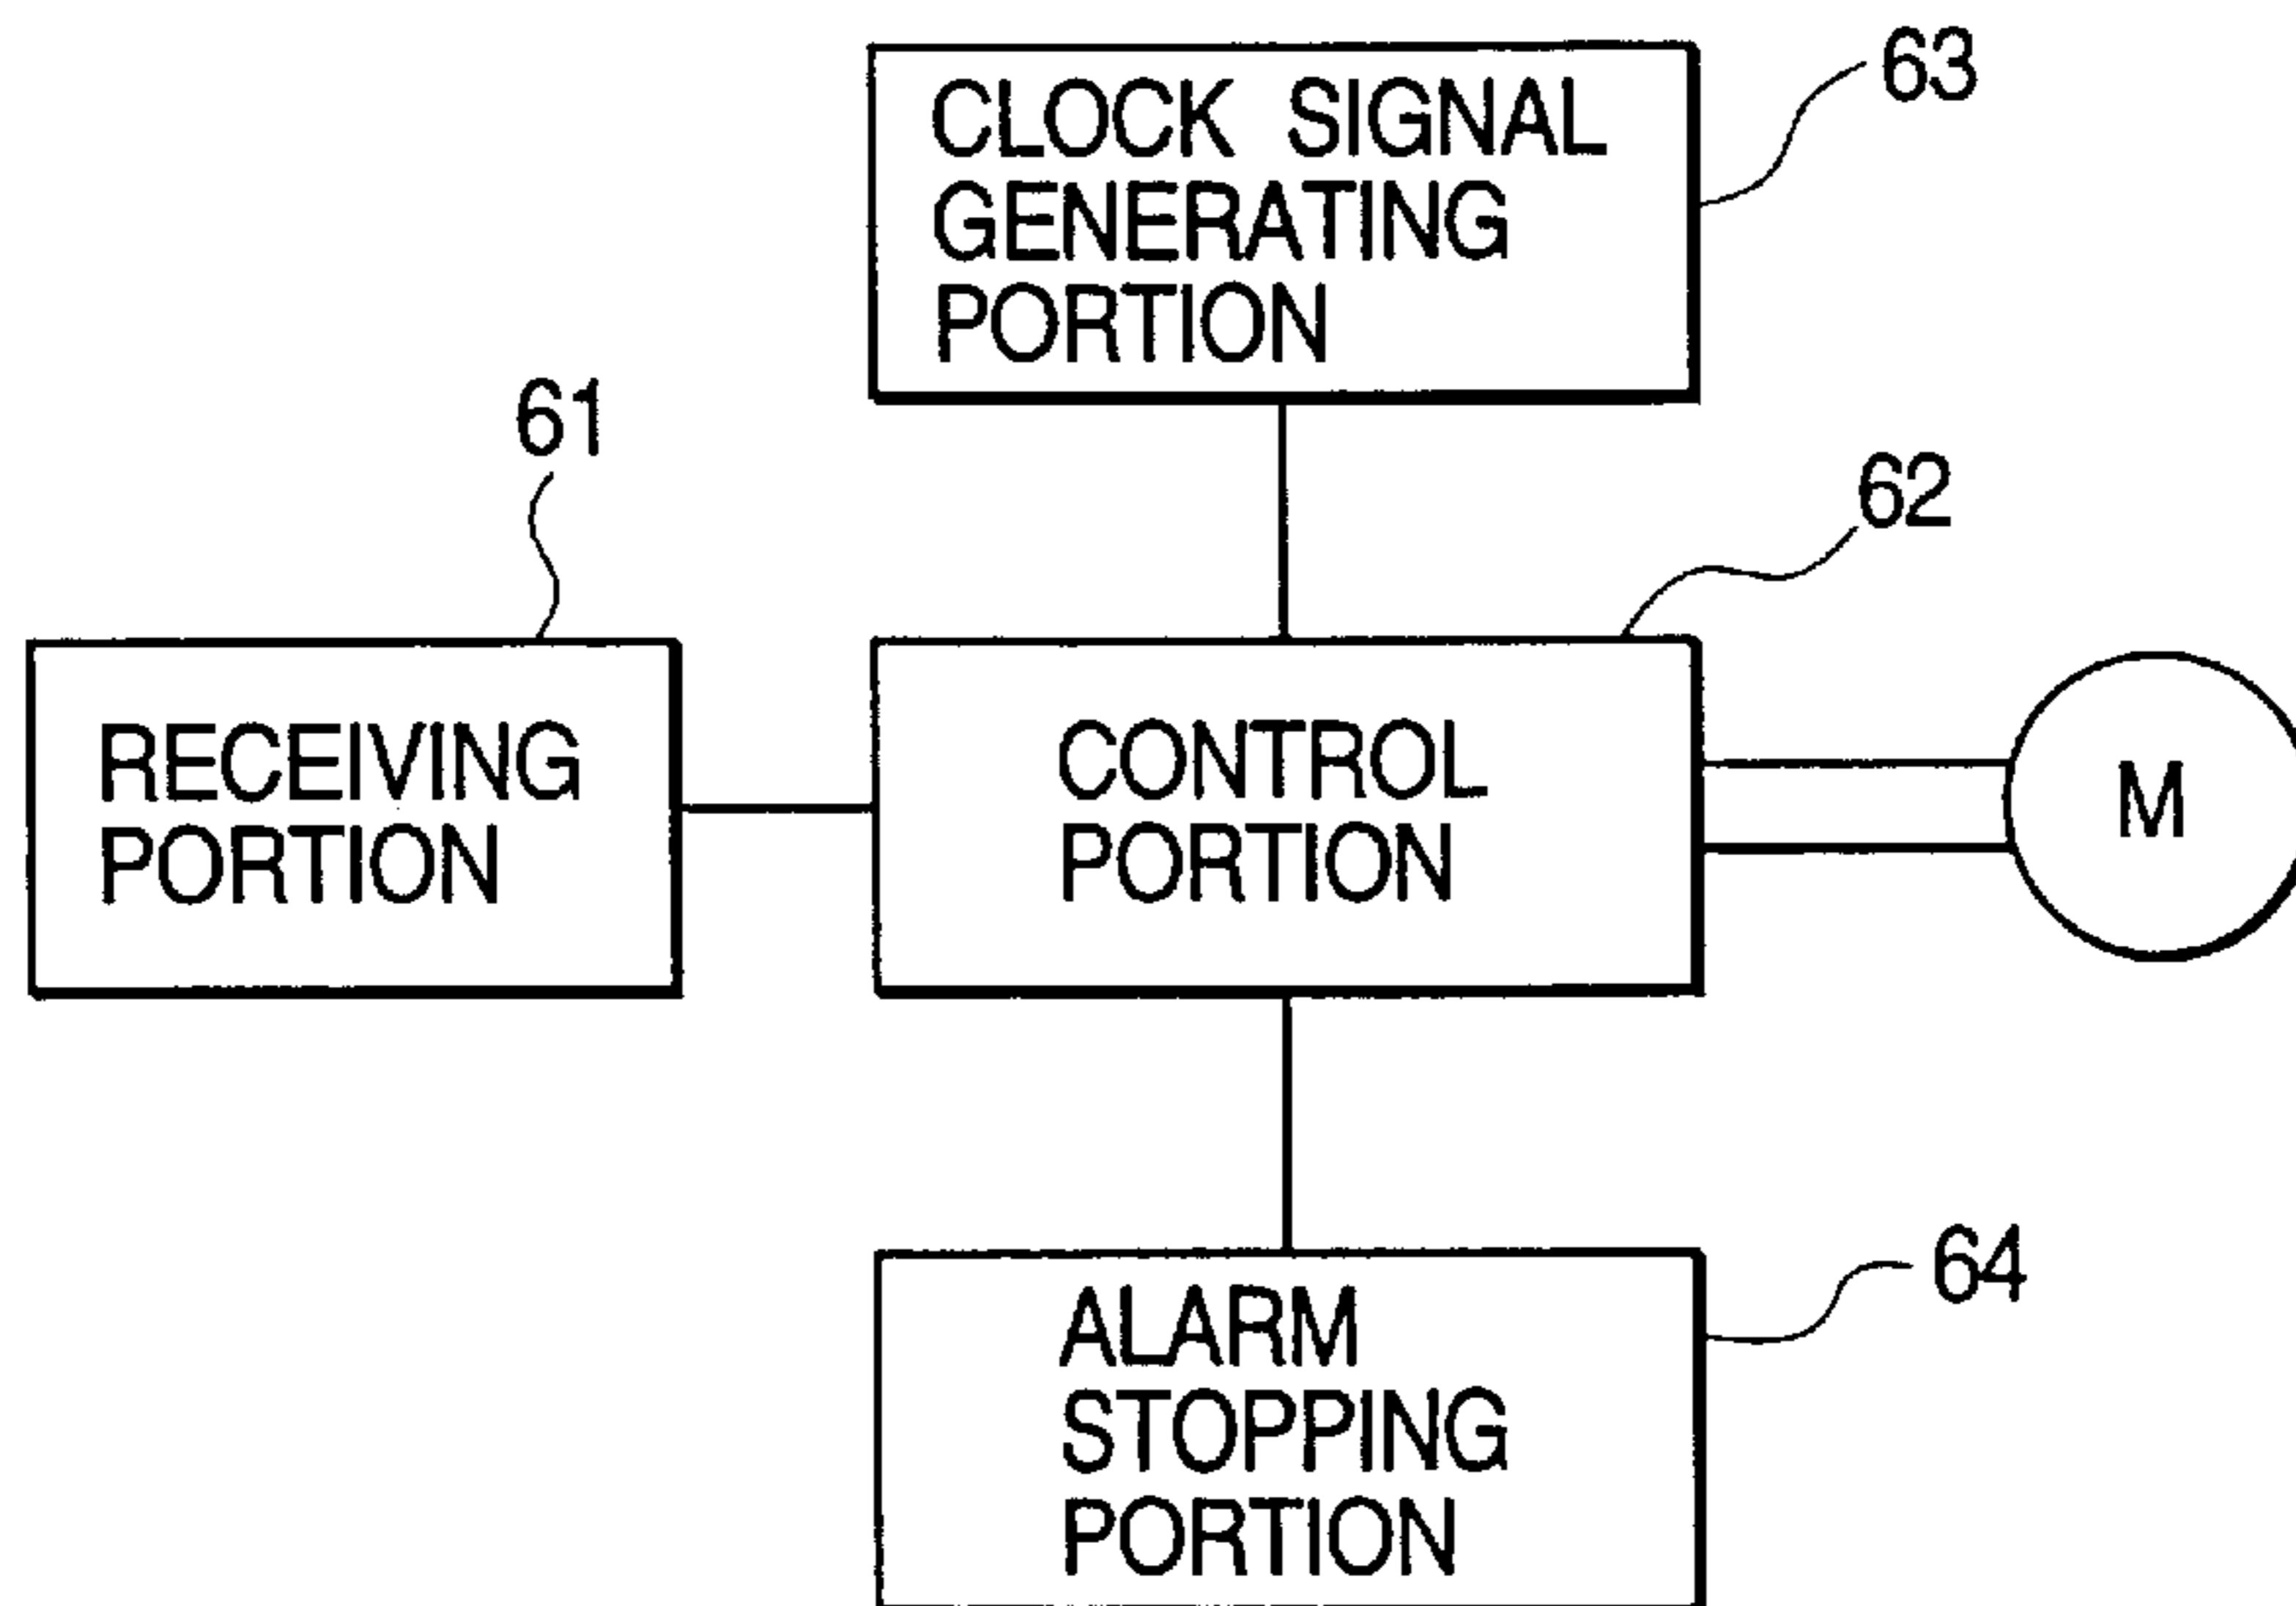 63
CLOCK SIGNAL
GENERATING
PORTION
61
62
RECEIVING
PORTION
CONTROL
PORTION
M
64
ALARM
STOPPING
PORTION